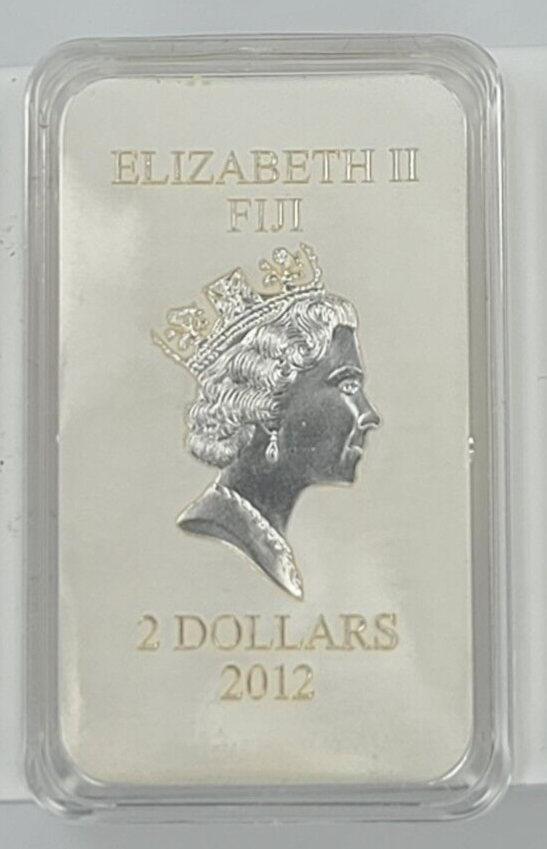 ELIZABETH II
FIJI
2 DOLLARS
2012